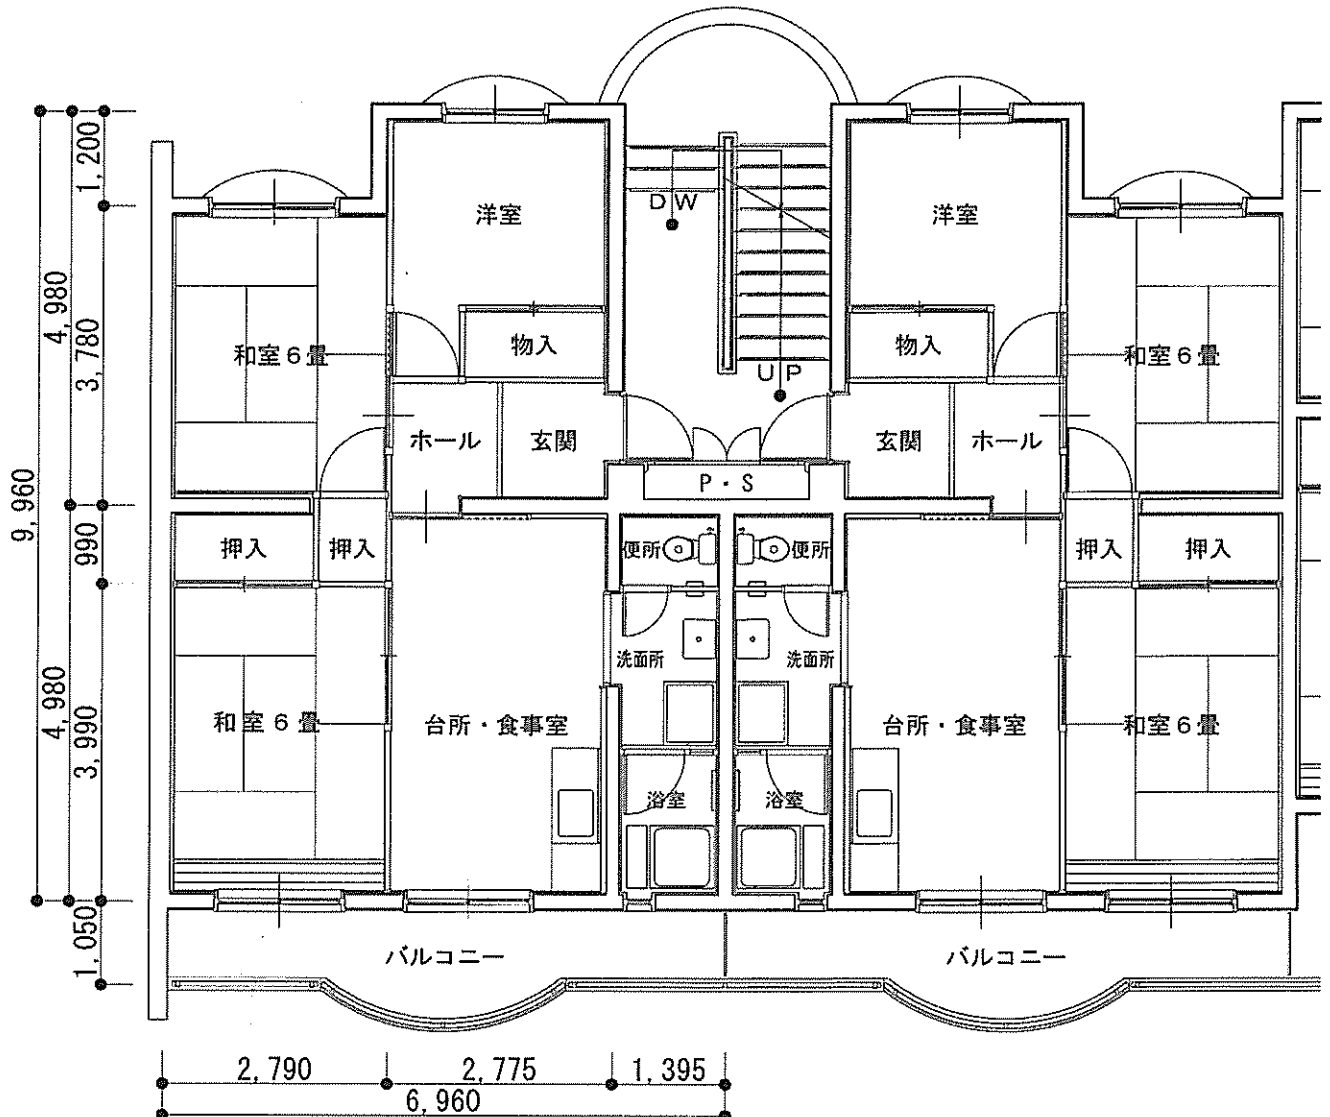 1,200
DW
洋室
洋室
4,980
3,780
和室6畳
物入
物入
和室6畳
UP
ホール
玄関
玄関
ホール
P・S
9,960
990
押入
押入
便所
便所
押入
押入
洗面所
洗面所
4,980
3,990
和室6畳
台所・食事室
台所・食事室
和室6畳
浴室
浴室
1,050
バルコニー
バルコニー
2,790
2,775
1,395
6,960